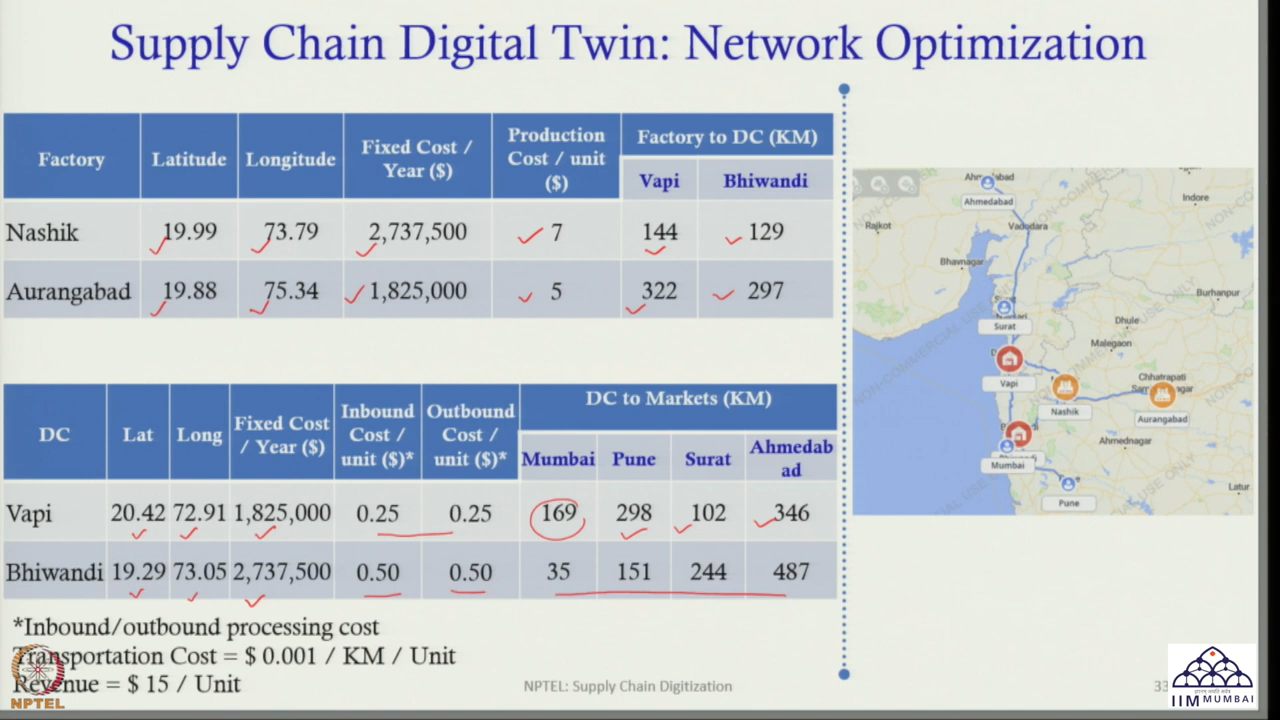 Supply Chain Digital Twin: Network Optimization
Factory Latitude Longitude Fixed Cost / Year ($) Production Cost / unit ($) Factory to DC (KM)
Vapi Bhiwandi
Nashik 19.99 73.79 2,737,500 7 144 129
Aurangabad 19.88 75.34 1,825,000 5 322 297
DC Lat Long Fixed Cost / Year ($) Inbound Cost / unit ($)* Outbound Cost / unit ($)* DC to Markets (KM)
Mumbai Pune Surat Ahmedabad
Vapi 20.42 72.91 1,825,000 0.25 0.25 169 298 102 346
Bhiwandi 19.29 73.05 2,737,500 0.50 0.50 35 151 244 487
*Inbound/outbound processing cost
Transportation Cost = $ 0.001 / KM / Unit
Revenue = $ 15 / Unit
NPTEL
NPTEL: Supply Chain Digitization
33
IIM MUMBAI
Ahmedabad
Indore
Rajkot
Vadodara
Bhavnagar
Burhanpur
Surat
Dhule
Malegaon
Vapi
Chhatrapati
Nashik
Aurangabad
Ahmednagar
Mumbai
Latur
Pune
NON-COMMERCIAL USE ONLY